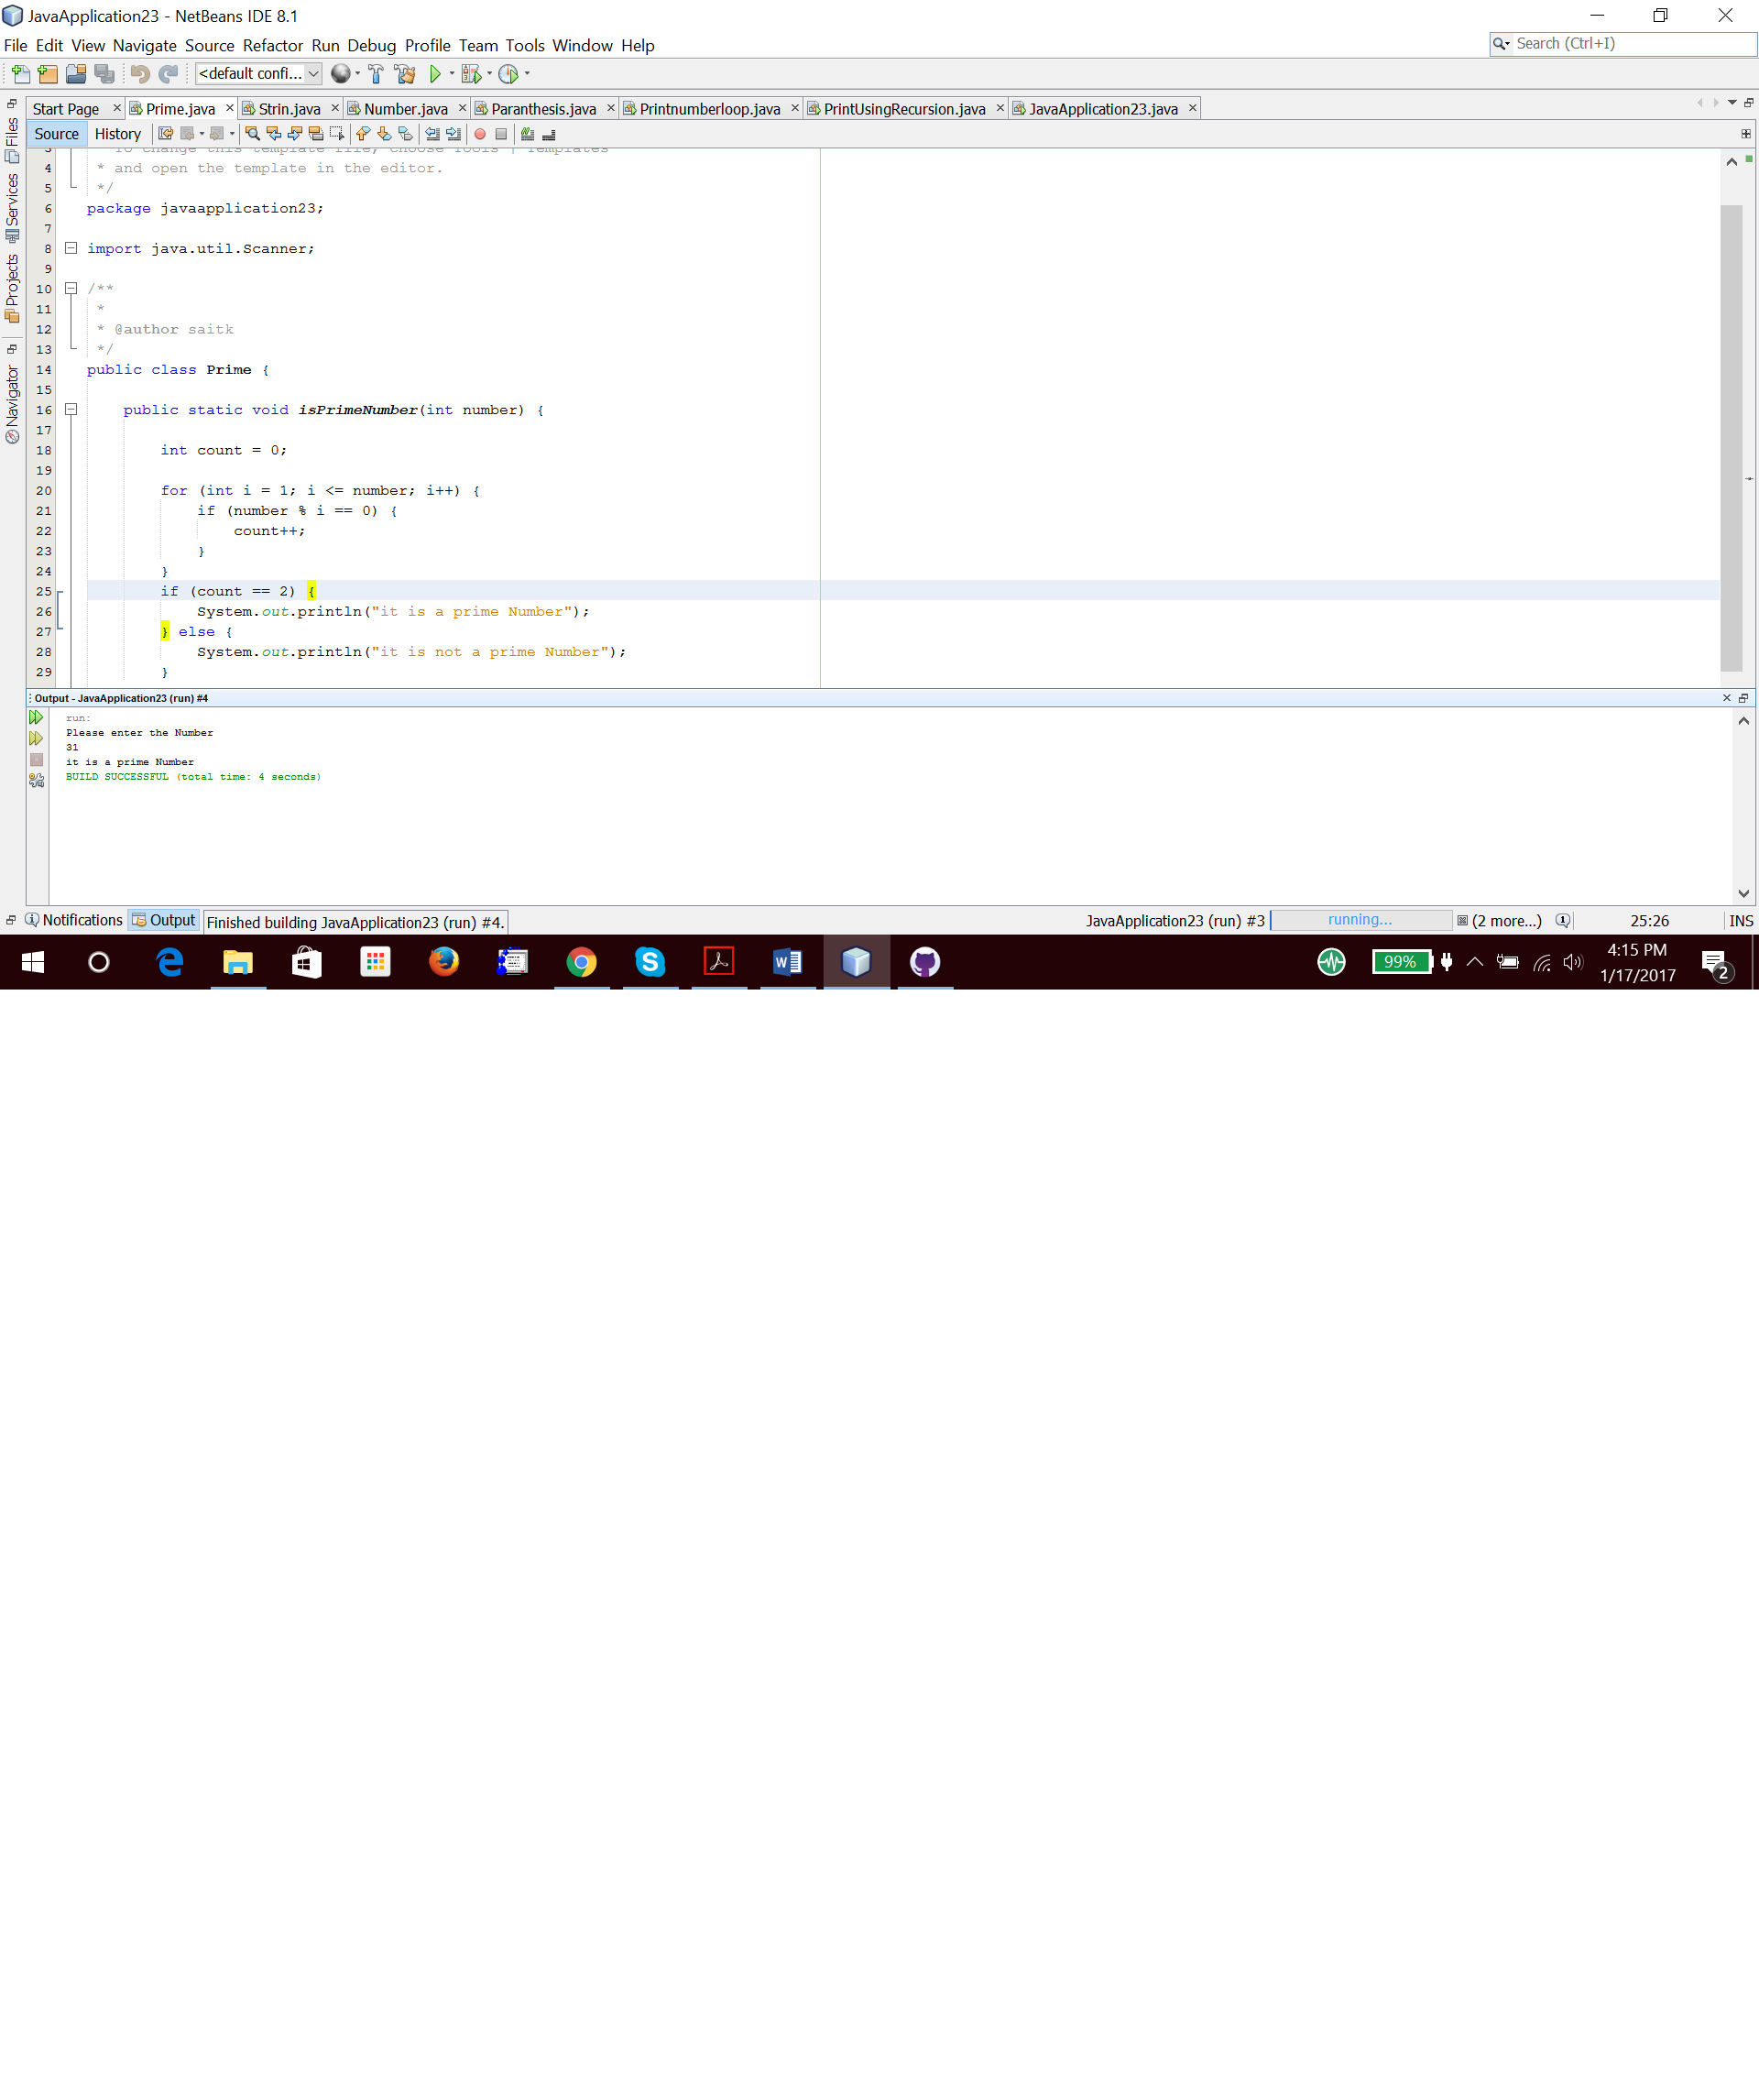 JavaApplication23 - NetBeans IDE 8.1
File Edit View Navigate Source Refactor Run Debug Profile Team Tools Window Help
Search (Ctrl+I)
<default confi...
Start Page Prime.java Strin.java Number.java Paranthesis.java Printnumberloop.java PrintUsingRecursion.java JavaApplication23.java
Source History
Files
Services
Projects
Navigator
3 To change this template file, choose Tools | Templates
4 * and open the template in the editor.
5 */
6 package javaapplication23;
7
8 import java.util.Scanner;
9
10 /**
11 *
12 * @author saitk
13 */
14 public class Prime {
15
16 public static void isPrimeNumber(int number) {
17
18 int count = 0;
19
20 for (int i = 1; i <= number; i++) {
21 if (number % i == 0) {
22 count++;
23 }
24 }
25 if (count == 2) {
26 System.out.println("it is a prime Number");
27 } else {
28 System.out.println("it is not a prime Number");
29 }
Output - JavaApplication23 (run) #4
run:
Please enter the Number
31
it is a prime Number
BUILD SUCCESSFUL (total time: 4 seconds)
Notifications Output Finished building JavaApplication23 (run) #4. JavaApplication23 (run) #3 running... (2 more...) 25:26 INS
99%
4:15 PM
1/17/2017
2